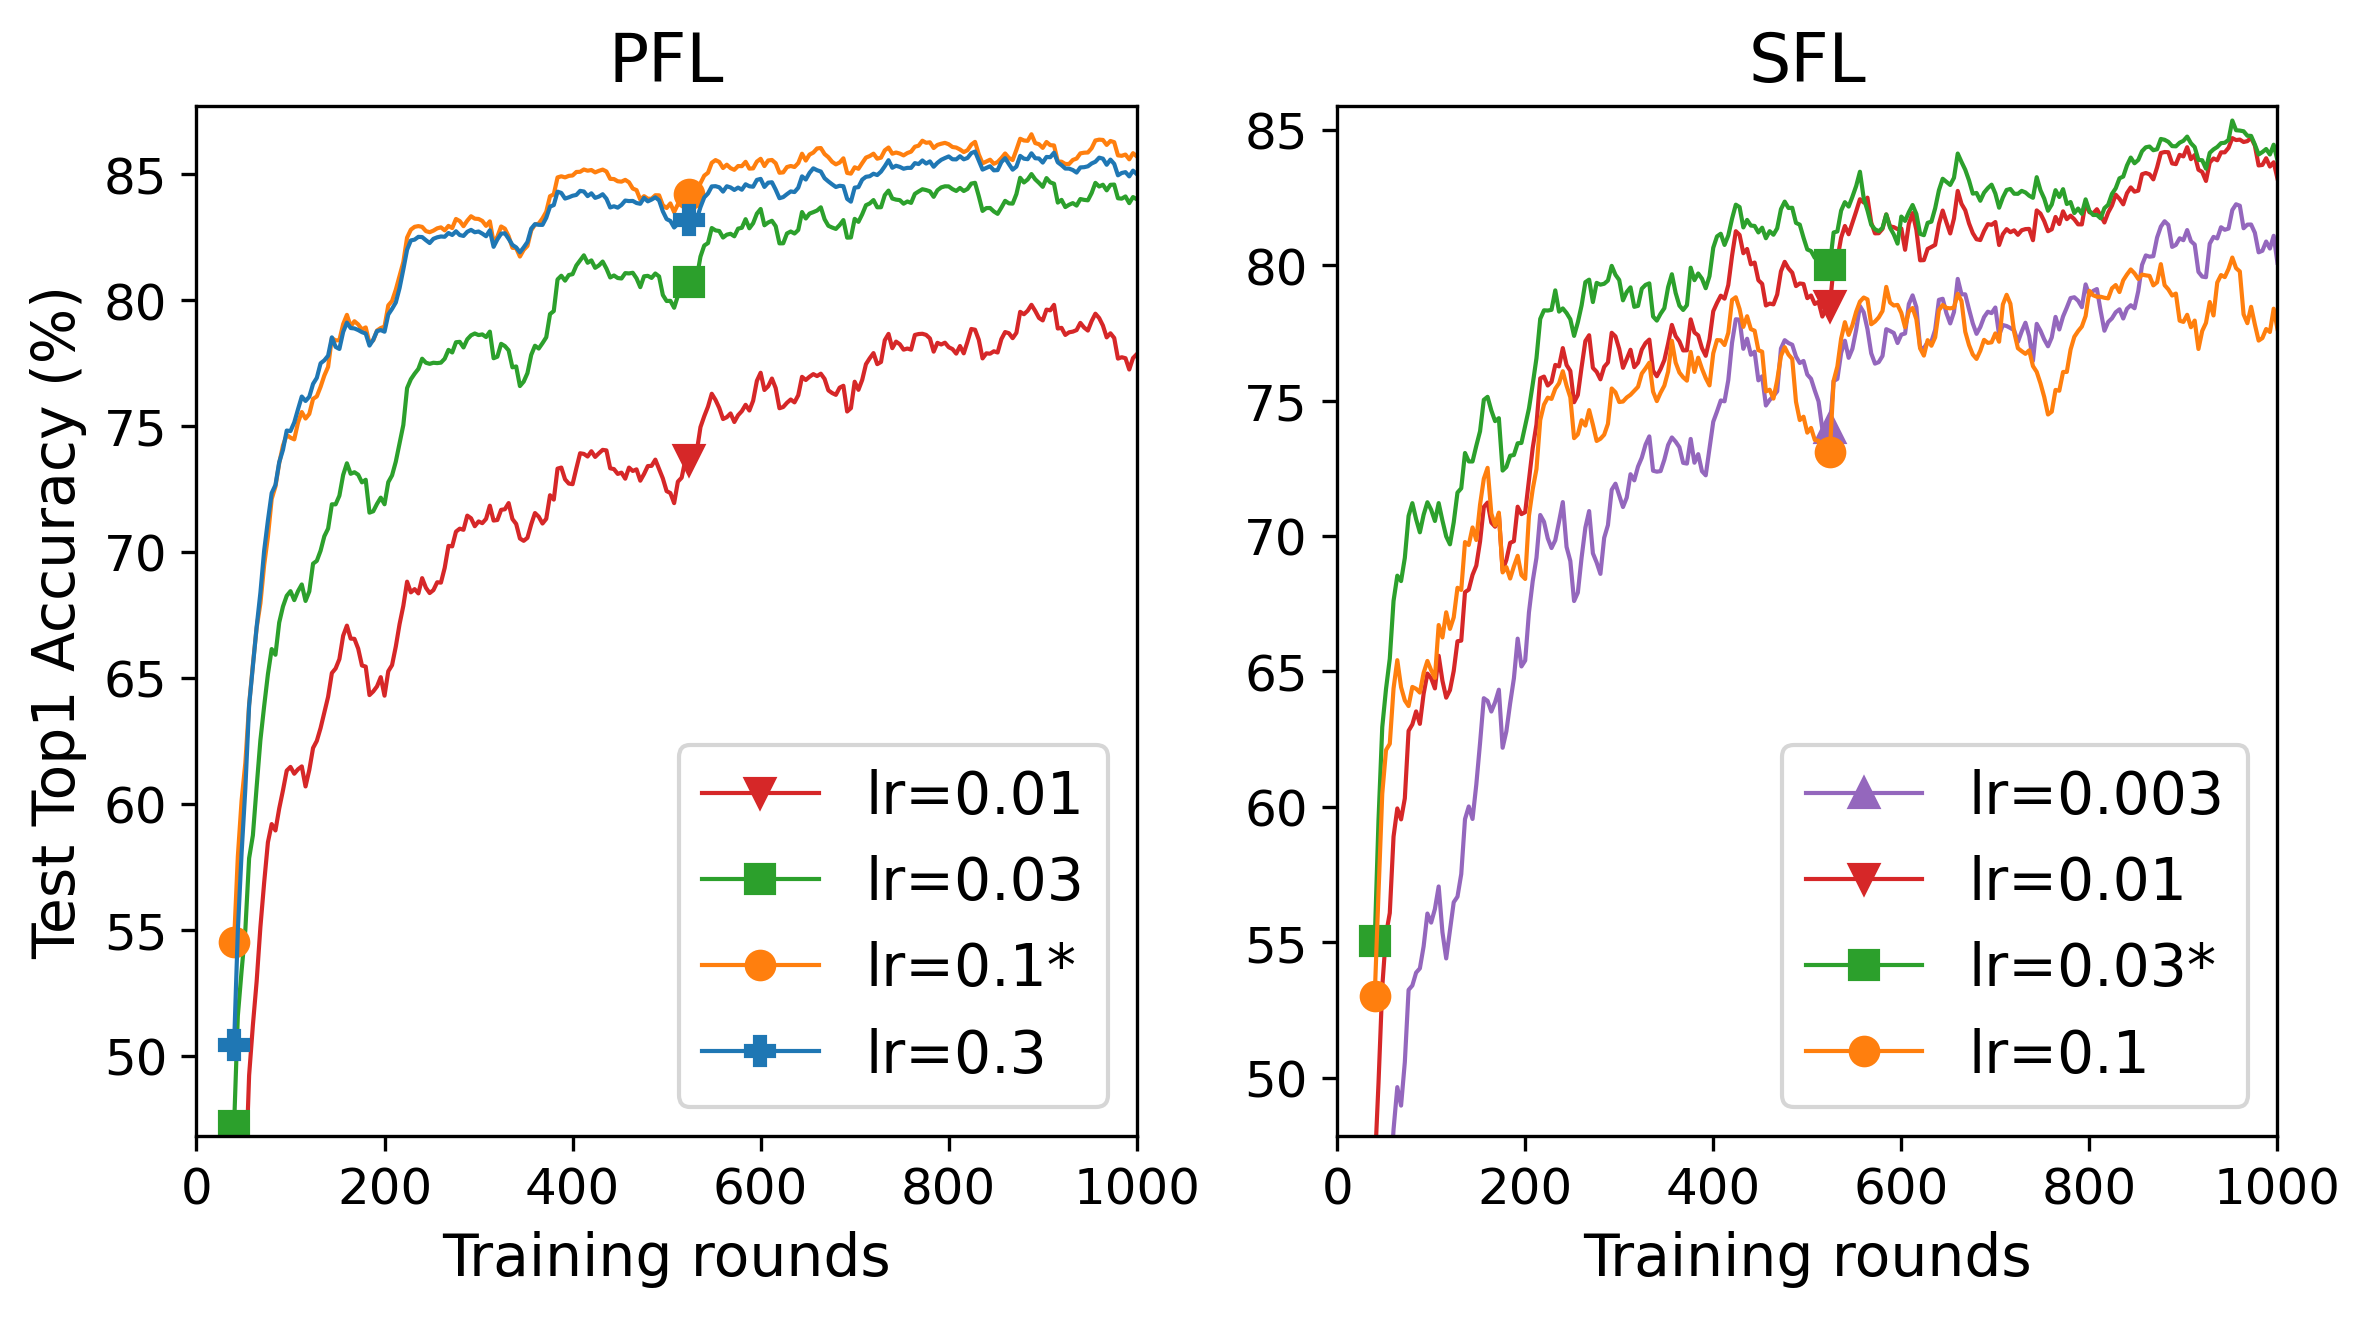 PFL
Test Top1 Accuracy (%)
85
80
75
70
65
60
55
50
0 200 400 600 800 1000
Training rounds
lr=0.01
lr=0.03
lr=0.1*
lr=0.3
SFL
85
80
75
70
65
60
55
50
0 200 400 600 800 1000
Training rounds
lr=0.003
lr=0.01
lr=0.03*
lr=0.1